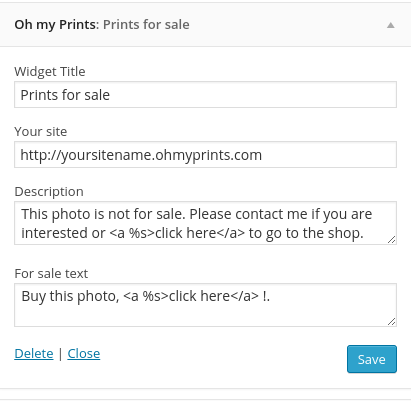 Oh my Prints: Prints for sale
Widget Title
Prints for sale
Your site
http://yoursitename.ohmyprints.com
Description
This photo is not for sale. Please contact me if you are
interested or <a %s>click here</a> to go to the shop.
For sale text
Buy this photo, <a %s>click here</a> !.
Delete | Close
Save